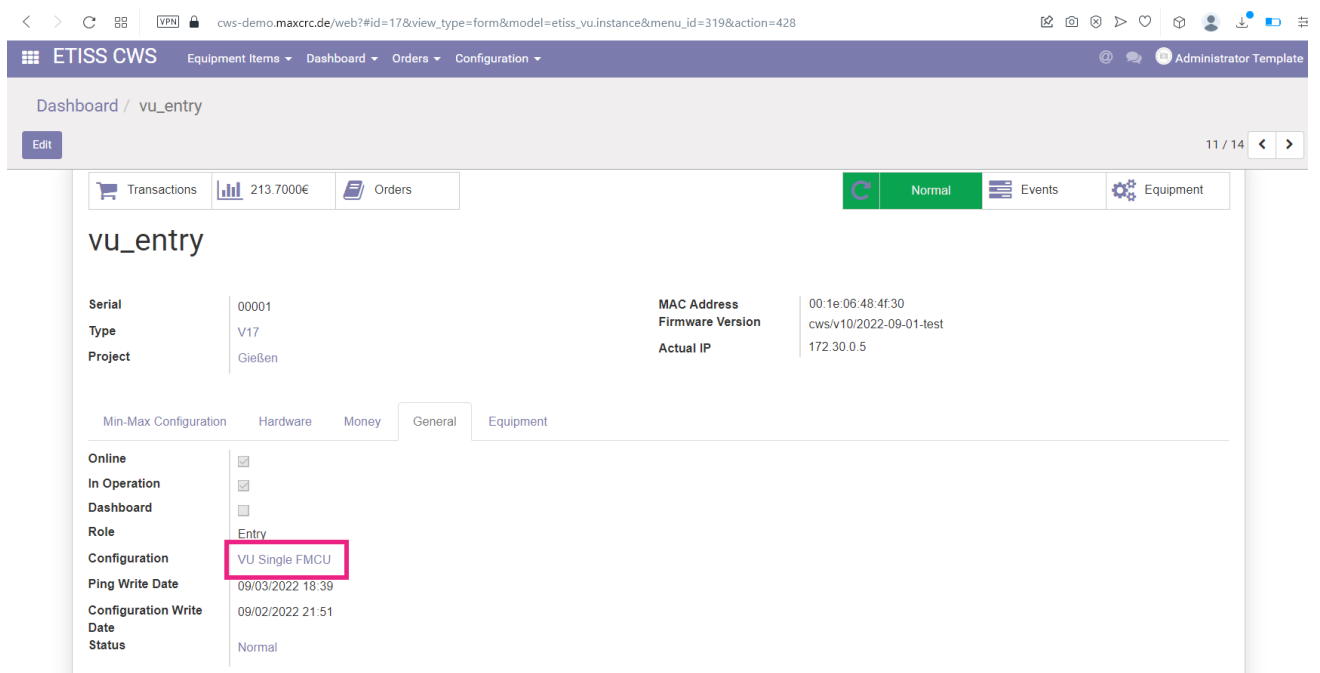 VPN cws-demo.maxcrc.de/web?#id=17&view_type=form&model=etiss_vu.instance&menu_id=319&action=428
ETISS CWS Equipment Items Dashboard Orders Configuration @ Administrator Template
Dashboard / vu_entry
Edit 11 / 14
Transactions 213.7000€ Orders Normal Events Equipment
vu_entry
Serial 00001 MAC Address 00:1e:06:48:4f:30
Type V17 Firmware Version cws/v10/2022-09-01-test
Project Gießen Actual IP 172.30.0.5
Min-Max Configuration Hardware Money General Equipment
Online
In Operation
Dashboard
Role Entry
Configuration VU Single FMCU
Ping Write Date 09/03/2022 18:39
Configuration Write Date 09/02/2022 21:51
Status Normal